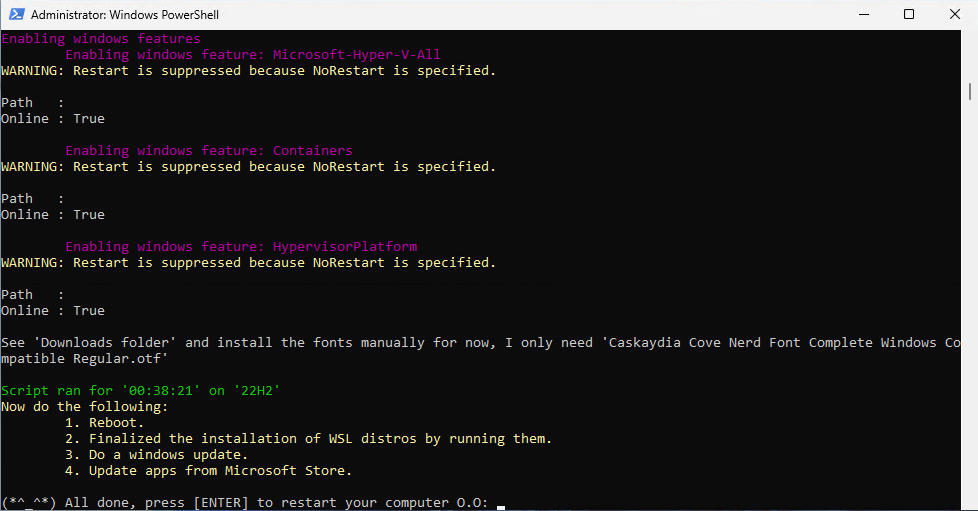 Administrator: Windows PowerShell
Enabling windows features
Enabling windows feature: Microsoft-Hyper-V-All
WARNING: Restart is suppressed because NoRestart is specified.
Path   :
Online : True
Enabling windows feature: Containers
WARNING: Restart is suppressed because NoRestart is specified.
Path   :
Online : True
Enabling windows feature: HypervisorPlatform
WARNING: Restart is suppressed because NoRestart is specified.
Path   :
Online : True
See 'Downloads folder' and install the fonts manually for now, I only need 'Caskaydia Cove Nerd Font Complete Windows Co
mpatible Regular.otf'
Script ran for '00:38:21' on '22H2'
Now do the following:
1. Reboot.
2. Finalized the installation of WSL distros by running them.
3. Do a windows update.
4. Update apps from Microsoft Store.
(*^_^*) All done, press [ENTER] to restart your computer O.O: